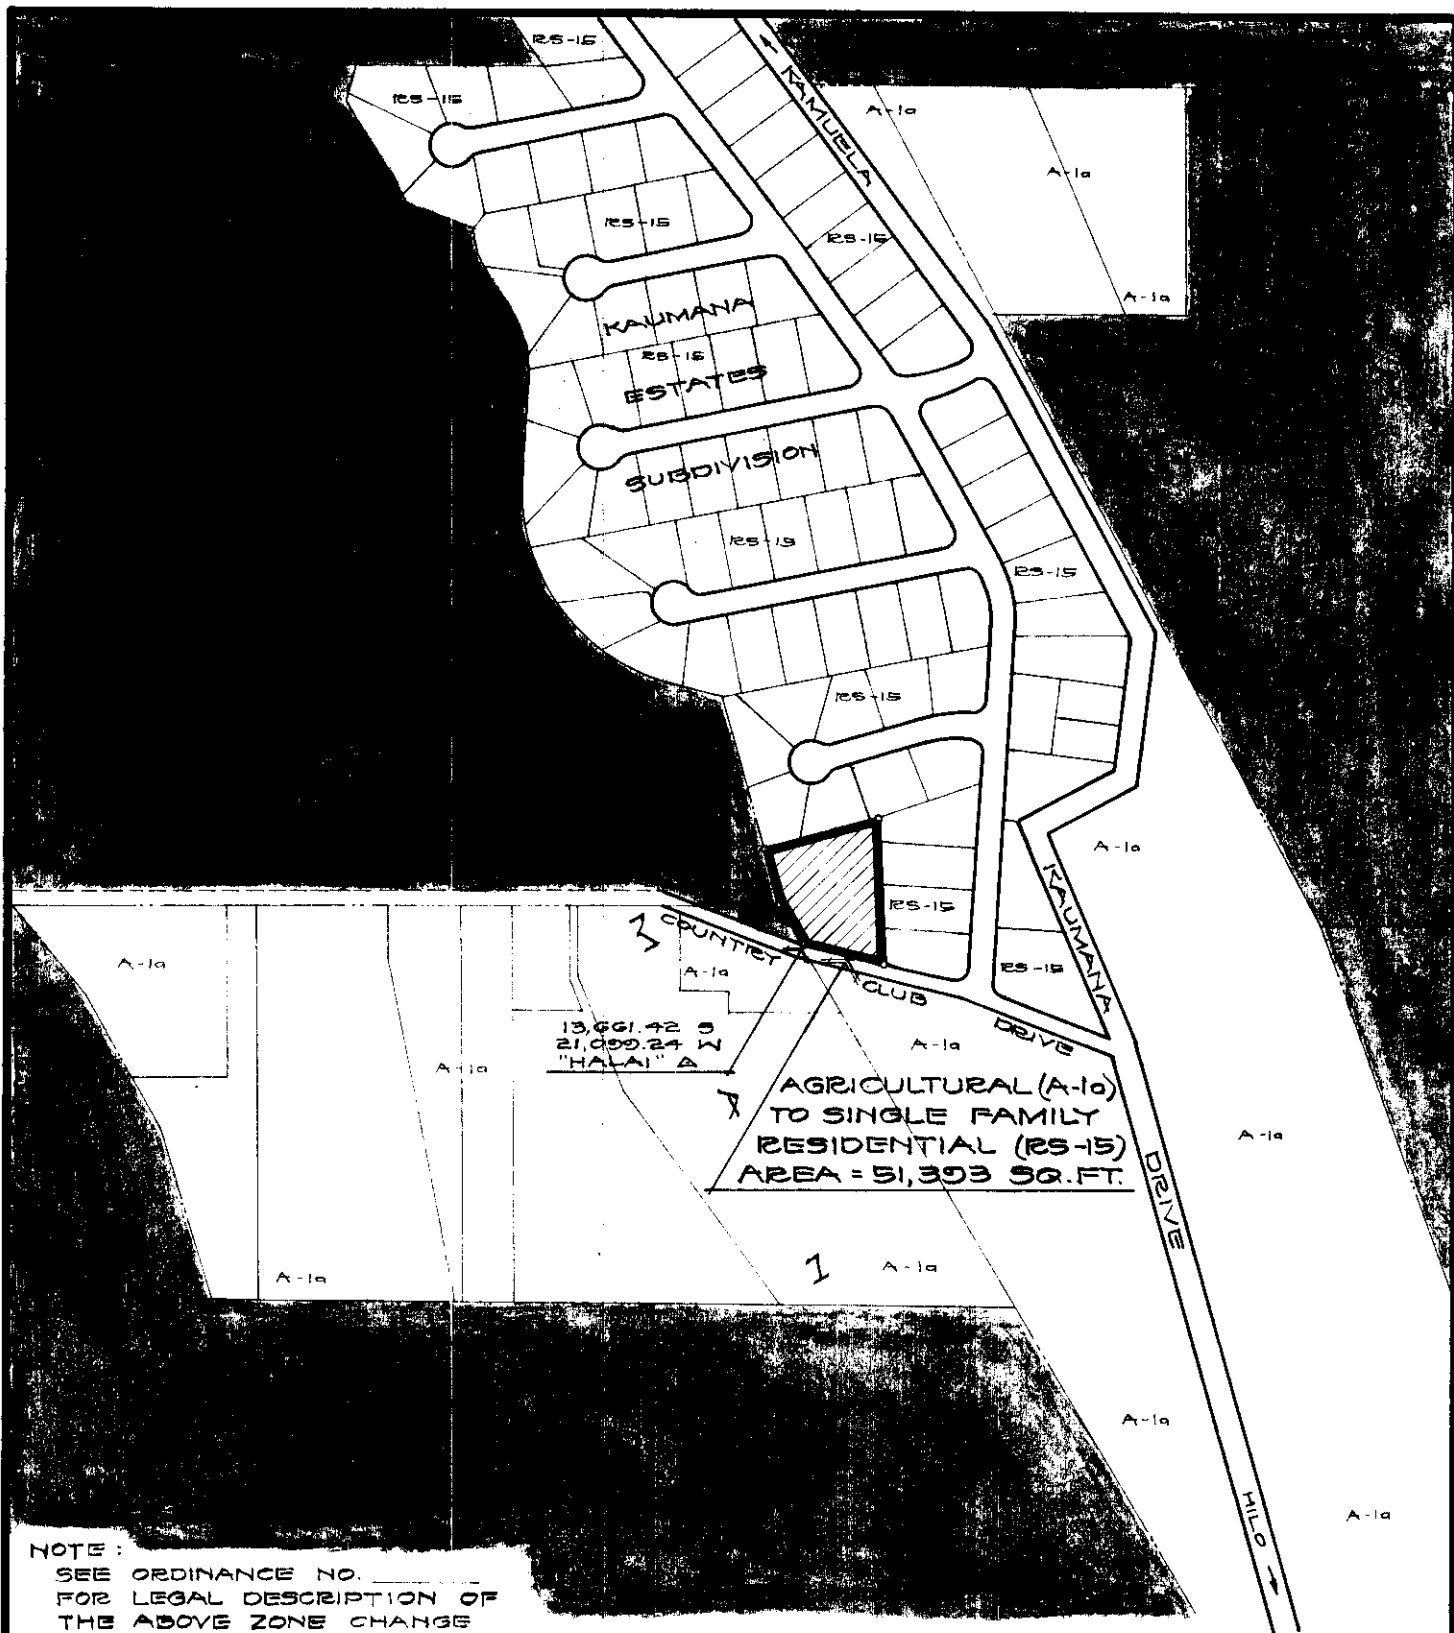 RS-15
RS-15
← KAMUELA
A-1a
A-1a
RS-15
RS-15
A-1a
KAUMANA
RS-15
ESTATES
SUBDIVISION
RS-15
RS-15
RS-15
A-1a
KAUMANA
RS-15
3
COUNTRY
A-1a
A-1a
RS-15
CLUB
DRIVE
13,661.42 S
21,099.24 W
"HALAI" △
A-1a
A-1a
AGRICULTURAL (A-1a)
TO SINGLE FAMILY
RESIDENTIAL (RS-15)
AREA = 51,393 SQ.FT.
A-1a
DRIVE
1
A-1a
A-1a
A-1a
A-1a
HILO →
NOTE :
SEE ORDINANCE NO. ________
FOR LEGAL DESCRIPTION OF
THE ABOVE ZONE CHANGE